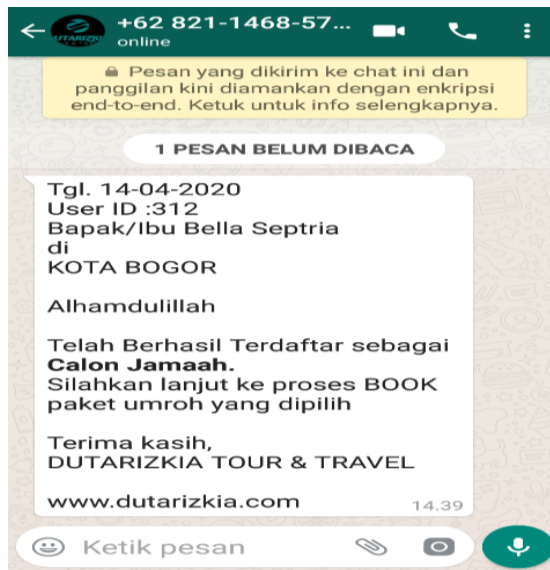 +62 821-1468-57...
online
UTARIZKI
Pesan yang dikirim ke chat ini dan
panggilan kini diamankan dengan enkripsi
end-to-end. Ketuk untuk info selengkapnya.
1 PESAN BELUM DIBACA
Tgl. 14-04-2020
User ID :312
Bapak/Ibu Bella Septria
di
KOTA BOGOR
Alhamdulillah
Telah Berhasil Terdaftar sebagai
Calon Jamaah.
Silahkan lanjut ke proses BOOK
paket umroh yang dipilih
Terima kasih,
DUTARIZKIA TOUR & TRAVEL
www.dutarizkia.com
14.39
Ketik pesan